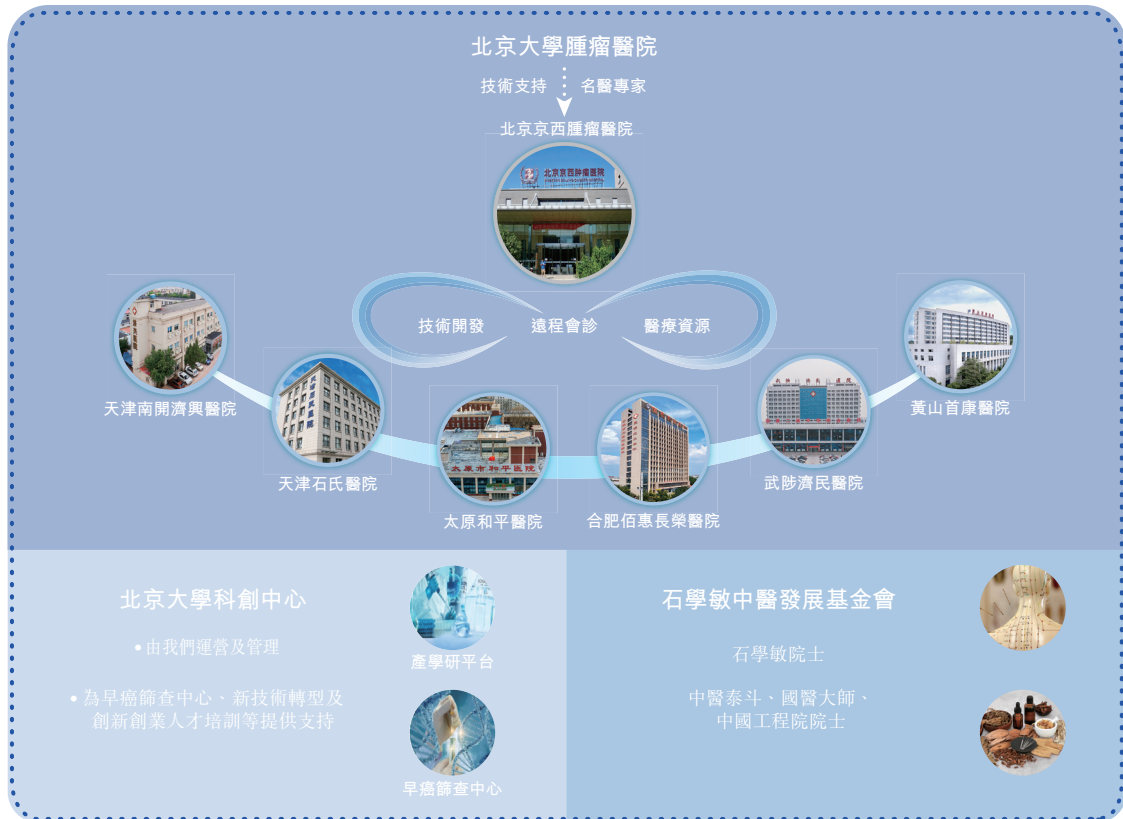 北京大學腫瘤醫院
技術支持 名醫專家
北京京西腫瘤醫院
北京京西肿瘤医院
技術開發 遠程會診 醫療資源
天津南開濟興醫院
天津石氏醫院
太原市和平医院
太原和平醫院
合肥佰惠長榮醫院
武陟濟民醫院
黃山首康醫院
北京大學科創中心
•由我們運營及管理
•為早癌篩查中心、新技術轉型及
創新創業人才培訓等提供支持
產學研平台
早癌篩查中心
石學敏中醫發展基金會
石學敏院士
中醫泰斗、國醫大師、
中國工程院院士